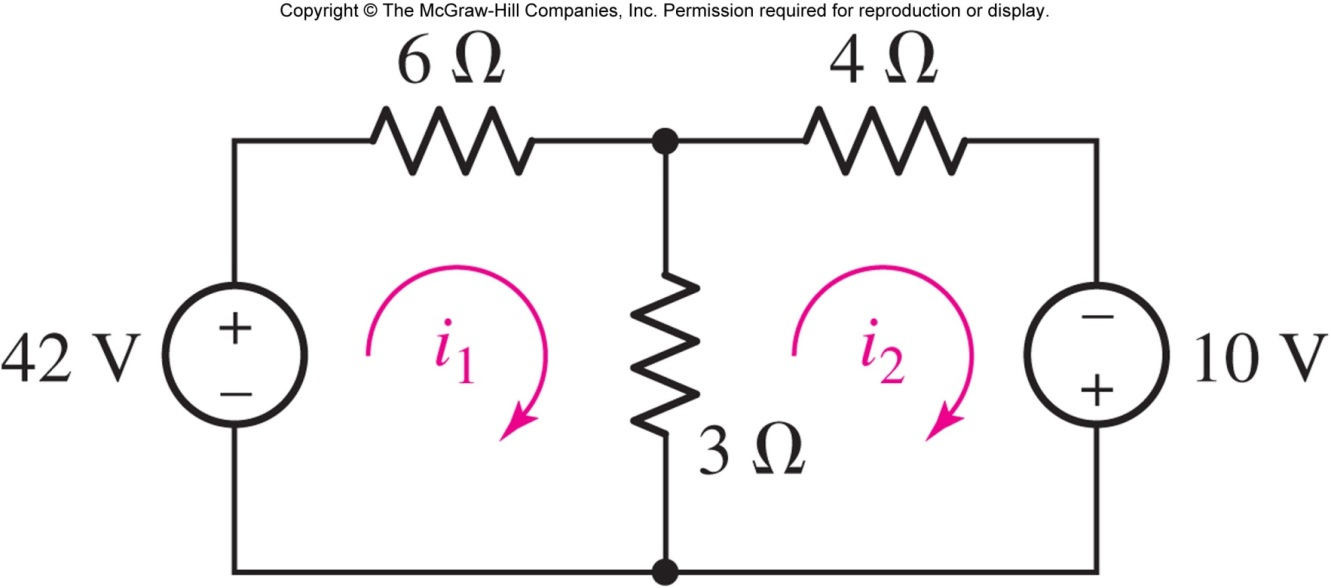 Copyright © The McGraw-Hill Companies, Inc. Permission required for reproduction or display.
6 Ω
4 Ω
42 V
+
−
i1
i2
−
+
10 V
3 Ω